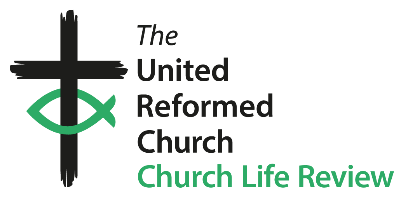 The
United
Reformed
Church
Church Life Review